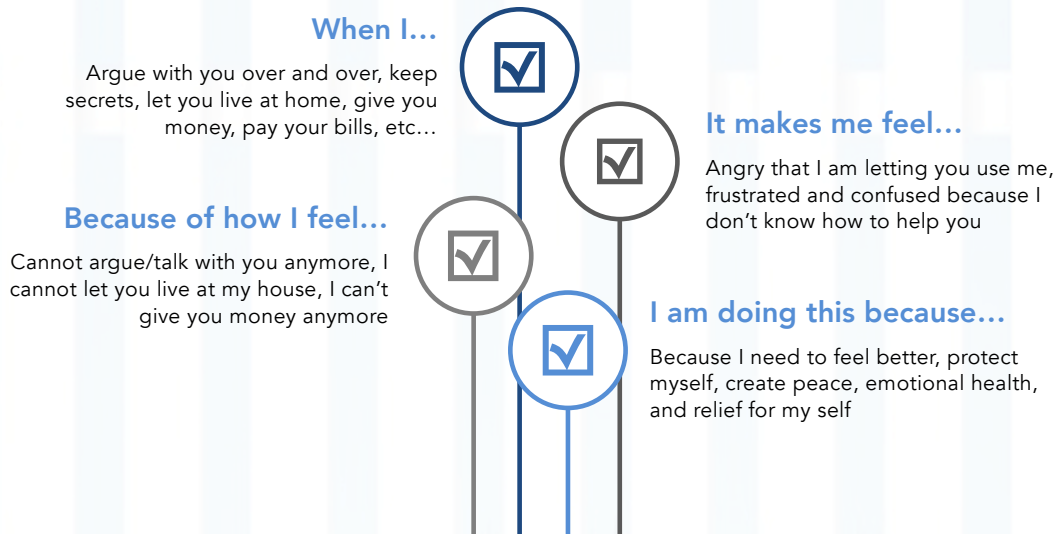 When I…
Argue with you over and over, keep
secrets, let you live at home, give you
money, pay your bills, etc…
It makes me feel…
Angry that I am letting you use me,
frustrated and confused because I
don’t know how to help you
Because of how I feel…
Cannot argue/talk with you anymore, I
cannot let you live at my house, I can’t
give you money anymore
I am doing this because…
Because I need to feel better, protect
myself, create peace, emotional health,
and relief for my self